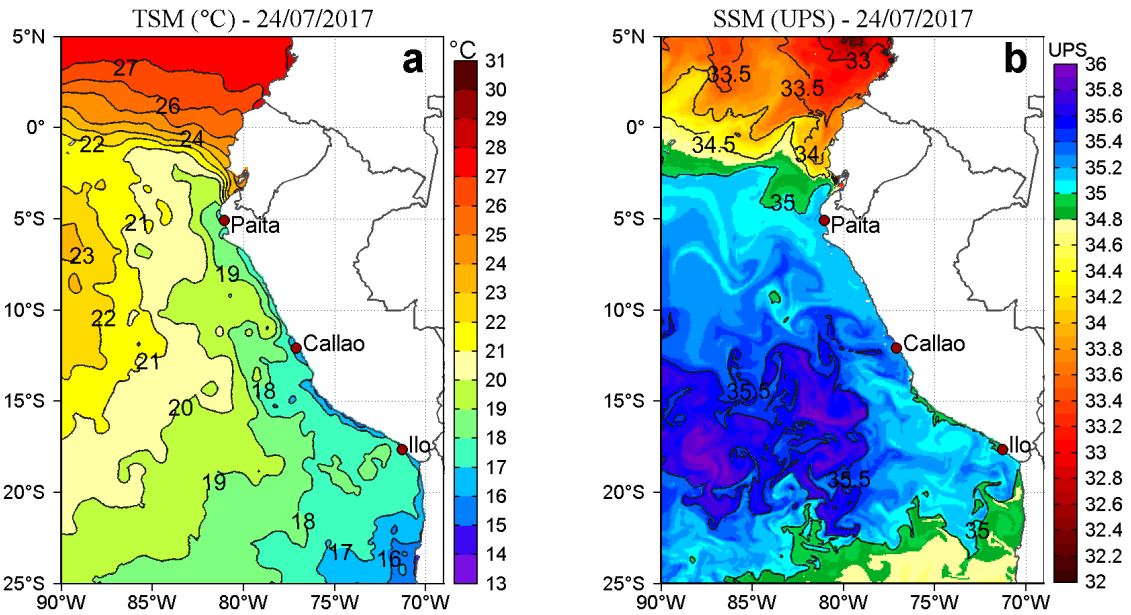 TSM (°C) - 24/07/2017
a
°C
5°N
0°
5°S
10°S
15°S
20°S
25°S
90°W
85°W
80°W
75°W
70°W
27
26
24
22
21
23
19
22
21
18
20
19
18
17
16
Paita
Callao
Ilo
31
30
29
28
27
26
25
24
23
22
21
20
19
18
17
16
15
14
13
SSM (UPS) - 24/07/2017
b
UPS
5°N
0°
5°S
10°S
15°S
20°S
25°S
90°W
85°W
80°W
75°W
70°W
33
33.5
33.5
34.5
34
35
35.5
35.5
35
Paita
Callao
Ilo
36
35.8
35.6
35.4
35.2
35
34.8
34.6
34.4
34.2
34
33.8
33.6
33.4
33.2
33
32.8
32.6
32.4
32.2
32